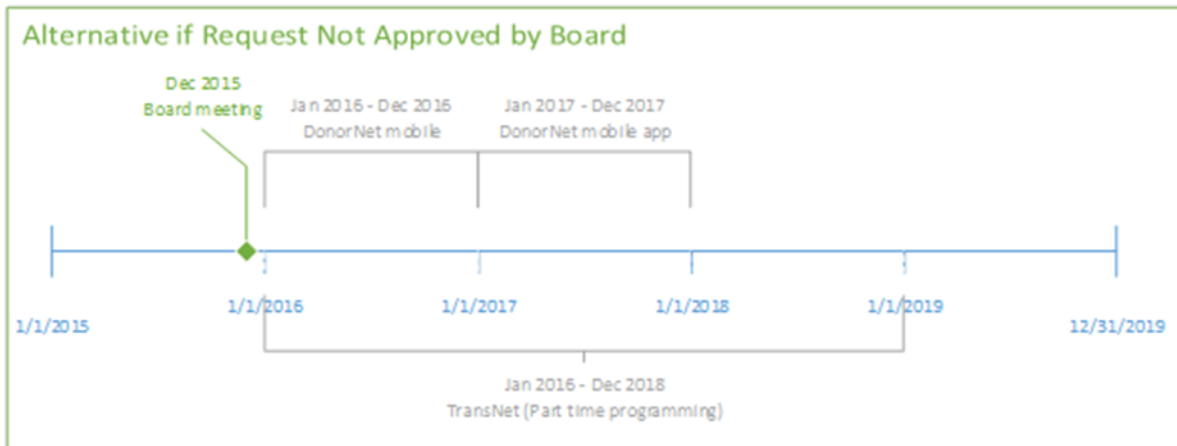 Alternative if Request Not Approved by Board
Dec 2015
Board meeting
Jan 2016 - Dec 2016
DonorNet mobile
Jan 2017 - Dec 2017
DonorNet mobile app
1/1/2016
1/1/2017
1/1/2018
1/1/2019
1/1/2015
12/31/2019
Jan 2016 - Dec 2018
TransNet (Part time programming)